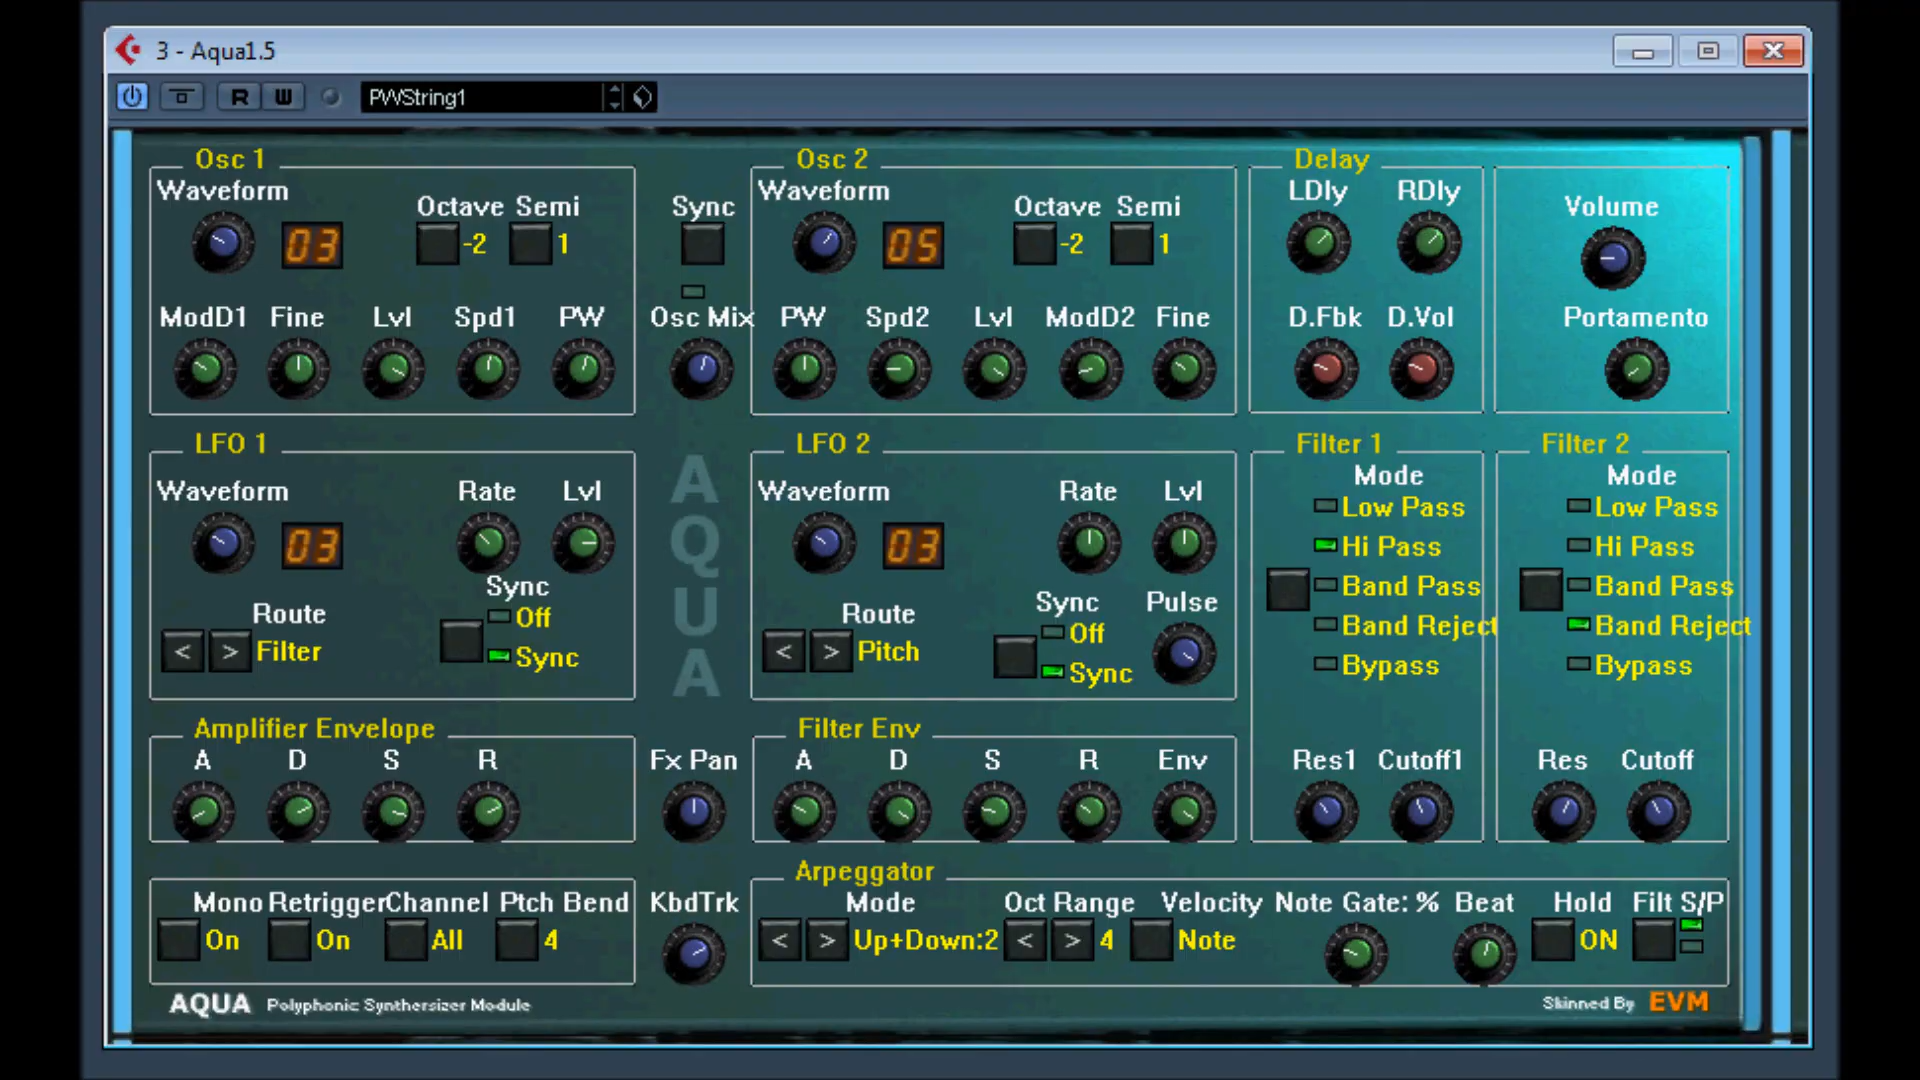 3 - Aqua1.5
R W PWString1
Osc 1 Osc 2 Delay
Waveform Octave Semi Sync Waveform Octave Semi LDly RDly Volume
03 -2 1 05 -2 1
ModD1 Fine Lvl Spd1 PW Osc Mix PW Spd2 Lvl ModD2 Fine D.Fbk D.Vol Portamento
LFO 1 LFO 2 Filter 1 Filter 2
Mode Mode
Waveform Rate Lvl Waveform Rate Lvl Low Pass Low Pass
03 03 Hi Pass Hi Pass
Sync Band Pass Band Pass
Route Off Route Sync Pulse Band Reject Band Reject
< > Filter Sync < > Pitch Off Bypass Bypass
Sync
AQUA
Amplifier Envelope Filter Env
A D S R Fx Pan A D S R Env Res1 Cutoff1 Res Cutoff
Arpeggator
Mono Retrigger Channel Ptch Bend KbdTrk Mode Oct Range Velocity Note Gate: % Beat Hold Filt S/P
On On All 4 < > Up+Down:2 < > 4 Note ON
AQUA Polyphonic Synthersizer Module Skinned By EVM